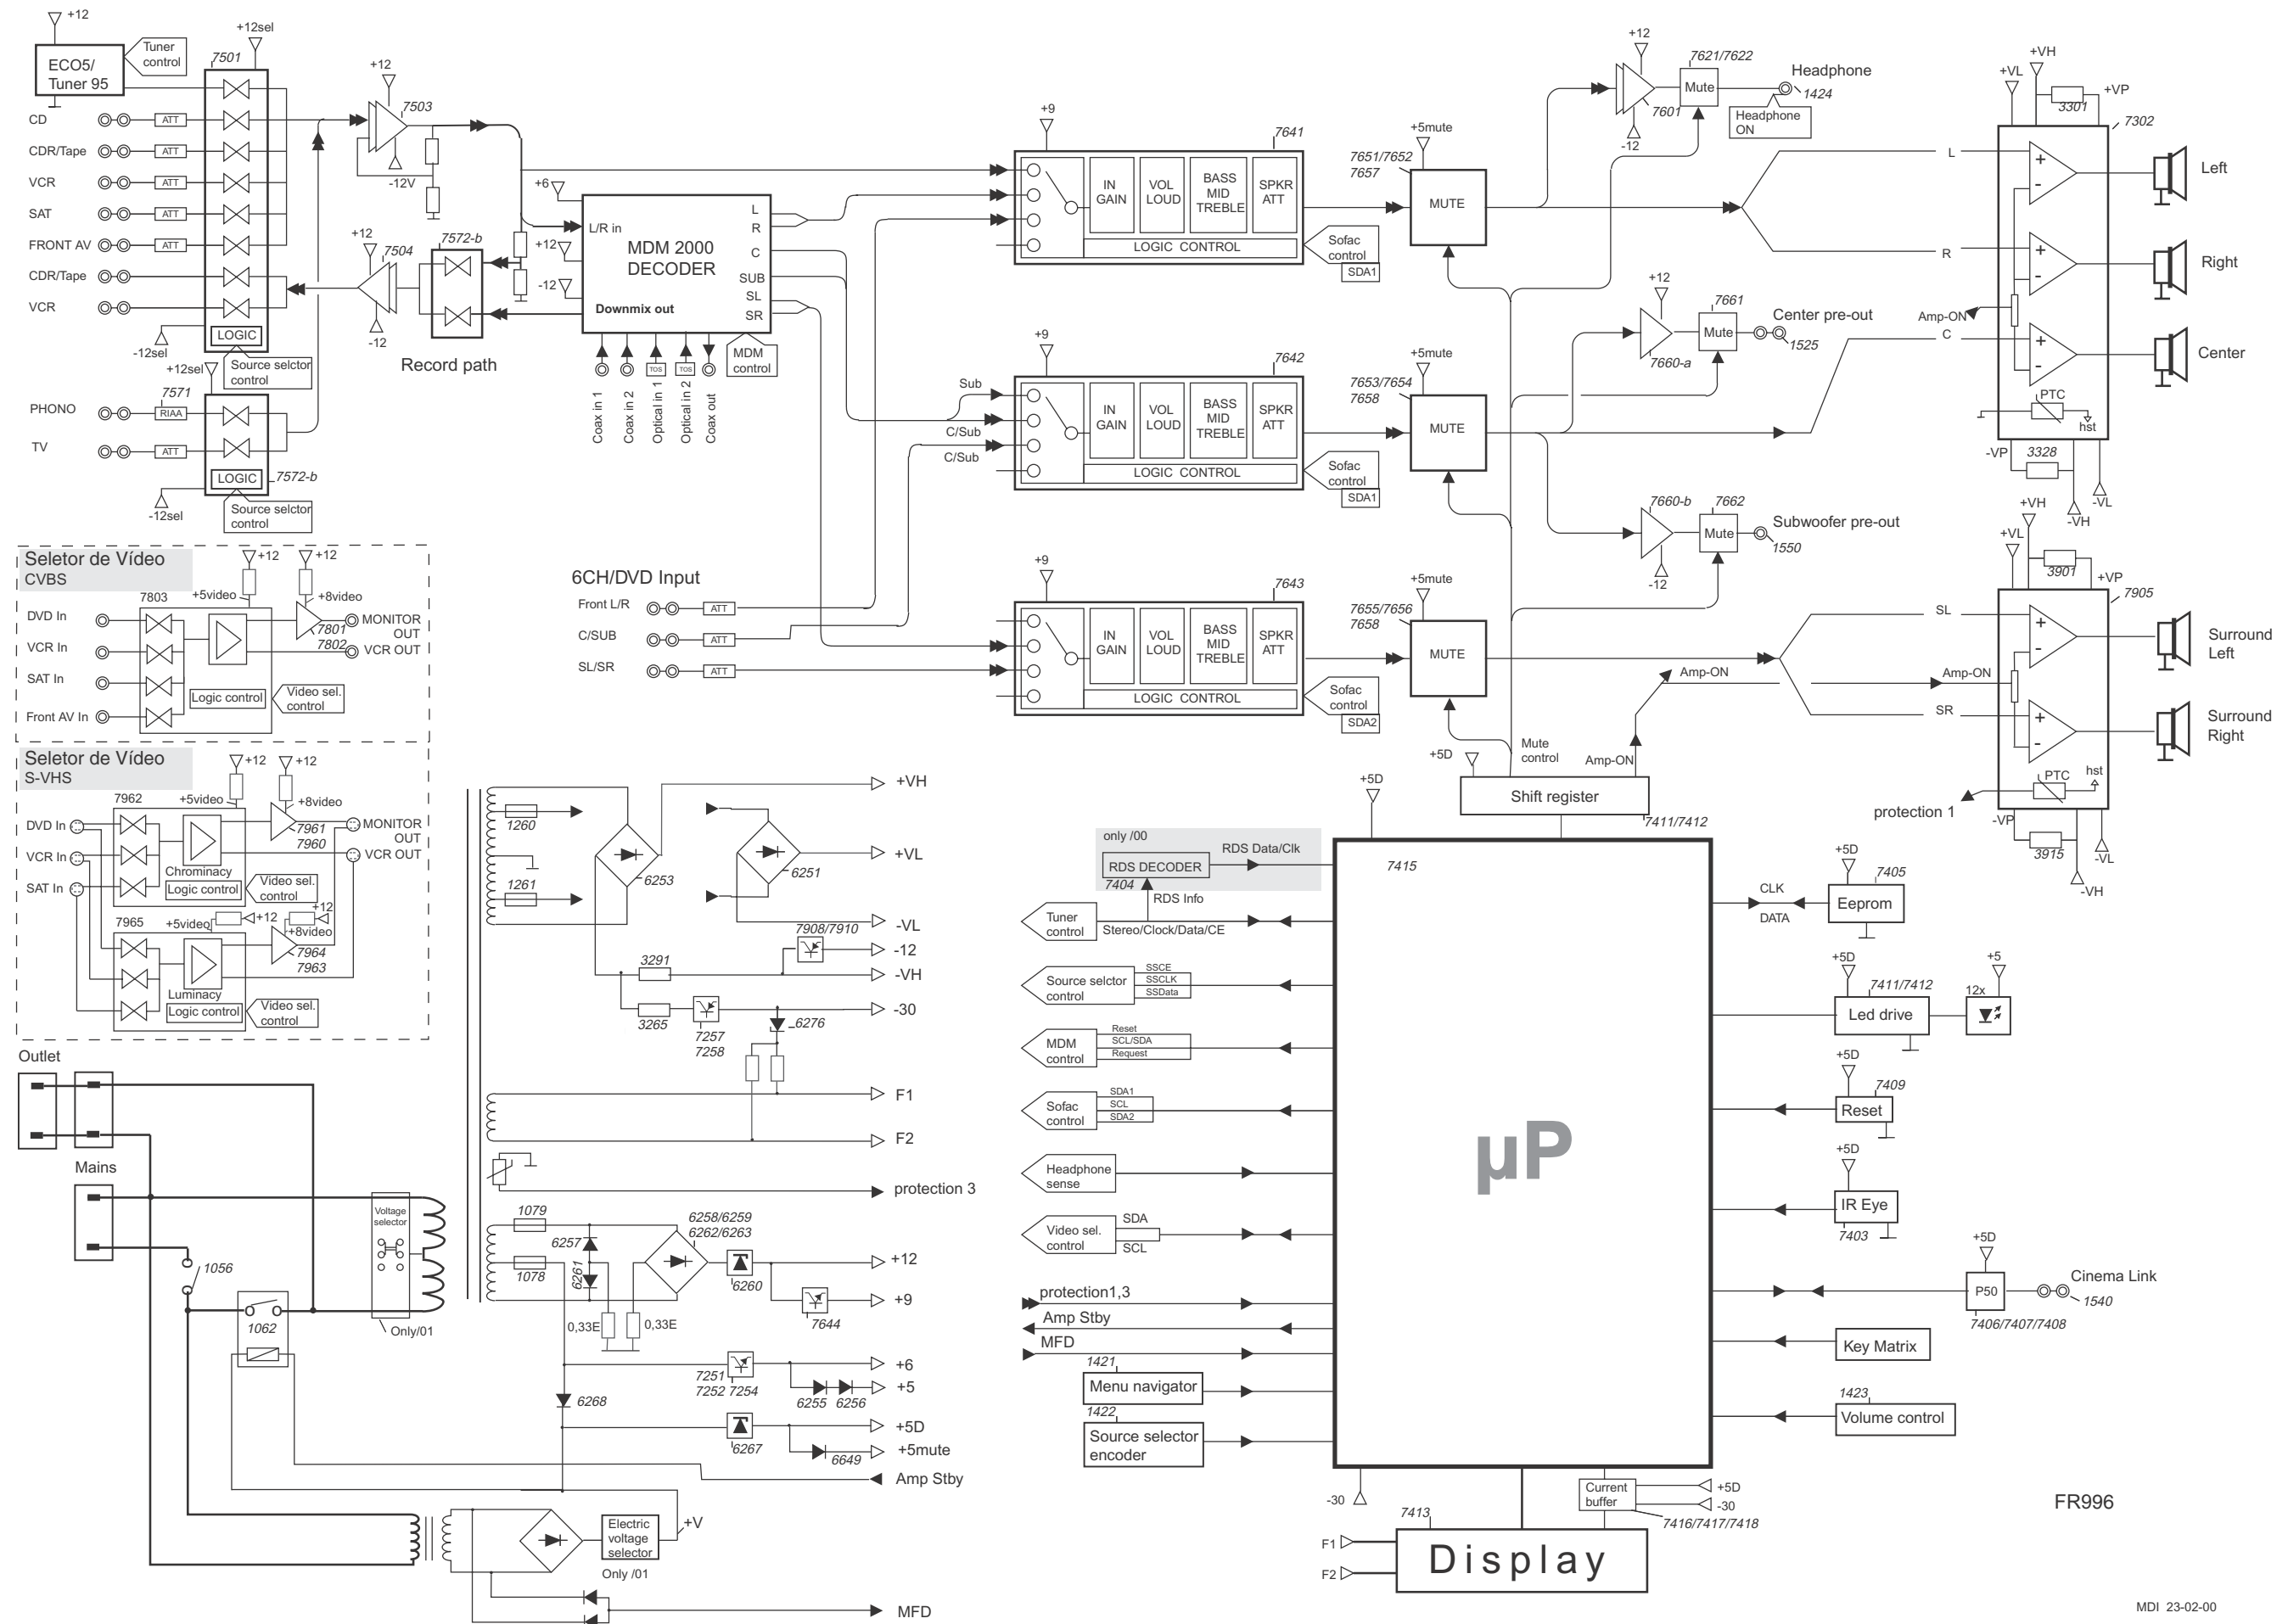 +12
ECO5/
Tuner 95
Tuner
control
+12sel
7501
CD
ATT
CDR/Tape
ATT
VCR
ATT
SAT
ATT
FRONT AV
ATT
CDR/Tape
VCR
LOGIC
-12sel
Source selctor
control
+12sel
7571
PHONO
RIAA
TV
ATT
LOGIC
7572-b
-12sel
Source selctor
control
+12
7503
-12V
+12
7504
-12
7572-b
Record path
+6
+12
-12
L/R in
MDM 2000
DECODER
Downmix out
L
R
C
SUB
SL
SR
MDM
control
TOS
TOS
Coax in 1
Coax in 2
Optical in 1
Optical in 2
Coax out
6CH/DVD Input
Front L/R
ATT
C/SUB
ATT
SL/SR
ATT
+9
7641
IN
GAIN
VOL
LOUD
BASS
MID
TREBLE
SPKR
ATT
LOGIC CONTROL
Sofac
control
SDA1
+9
7642
Sub
C/Sub
C/Sub
IN
GAIN
VOL
LOUD
BASS
MID
TREBLE
SPKR
ATT
LOGIC CONTROL
Sofac
control
SDA1
+9
7643
IN
GAIN
VOL
LOUD
BASS
MID
TREBLE
SPKR
ATT
LOGIC CONTROL
Sofac
control
SDA2
+5mute
7651/7652
7657
MUTE
+5mute
7653/7654
7658
MUTE
+5mute
7655/7656
7658
MUTE
+12
7601
-12
7621/7622
Mute
Headphone
1424
Headphone
ON
+12
7660-a
7661
Mute
Center pre-out
1525
7660-b
-12
7662
Mute
Subwoofer pre-out
1550
L
R
Amp-ON
C
+VH
+VL
3301
+VP
7302
+
-
+
-
+
-
PTC
hst
-VP
3328
-VL
-VH
Left
Right
Center
+VH
+VL
3901
+VP
7905
SL
Amp-ON
SR
+
-
+
-
PTC
hst
protection 1
-VP
3915
-VL
-VH
Surround
Left
Surround
Right
Amp-ON
Mute
control
Amp-ON
+5D
Shift register
7411/7412
Seletor de Vídeo
CVBS
+12
+12
+5video
+8video
7803
DVD In
VCR In
SAT In
Front AV In
7801
7802
MONITOR
OUT
VCR OUT
Logic control
Video sel.
control
Seletor de Vídeo
S-VHS
+12
+12
7962
+5video
+8video
DVD In
VCR In
SAT In
7961
7960
MONITOR
OUT
VCR OUT
Chrominacy
Logic control
Video sel.
control
7965
+5video
+12
+12
+8video
7964
7963
Luminacy
Logic control
Video sel.
control
Outlet
Mains
1056
1062
Voltage
selector
Only/01
1260
1261
6253
6251
+VH
+VL
-VL
7908/7910
-12
3291
-VH
3265
7257
7258
6276
-30
F1
F2
protection 3
1079
1078
6257
6261
6258/6259
6262/6263
0,33E
0,33E
6260
+12
7644
+9
7251
7252 7254
+6
6255
6256
+5
6268
6267
+5D
6649
+5mute
Amp Stby
Electric
voltage
selector
Only /01
+V
MFD
+5D
7415
µP
only /00
RDS DECODER
7404
RDS Data/Clk
RDS Info
Tuner
control
Stereo/Clock/Data/CE
Source selctor
control
SSCE
SSCLK
SSData
MDM
control
Reset
SCL/SDA
Request
Sofac
control
SDA1
SCL
SDA2
Headphone
sense
Video sel.
control
SDA
SCL
protection1,3
Amp Stby
MFD
1421
Menu navigator
1422
Source selector
encoder
-30
+5D
7405
CLK
DATA
Eeprom
+5D
7411/7412
Led drive
+5
12x
+5D
7409
Reset
+5D
IR Eye
7403
+5D
P50
7406/7407/7408
Cinema Link
1540
Key Matrix
1423
Volume control
Current
buffer
+5D
-30
7416/7417/7418
7413
F1
F2
Display
FR996
MDI 23-02-00